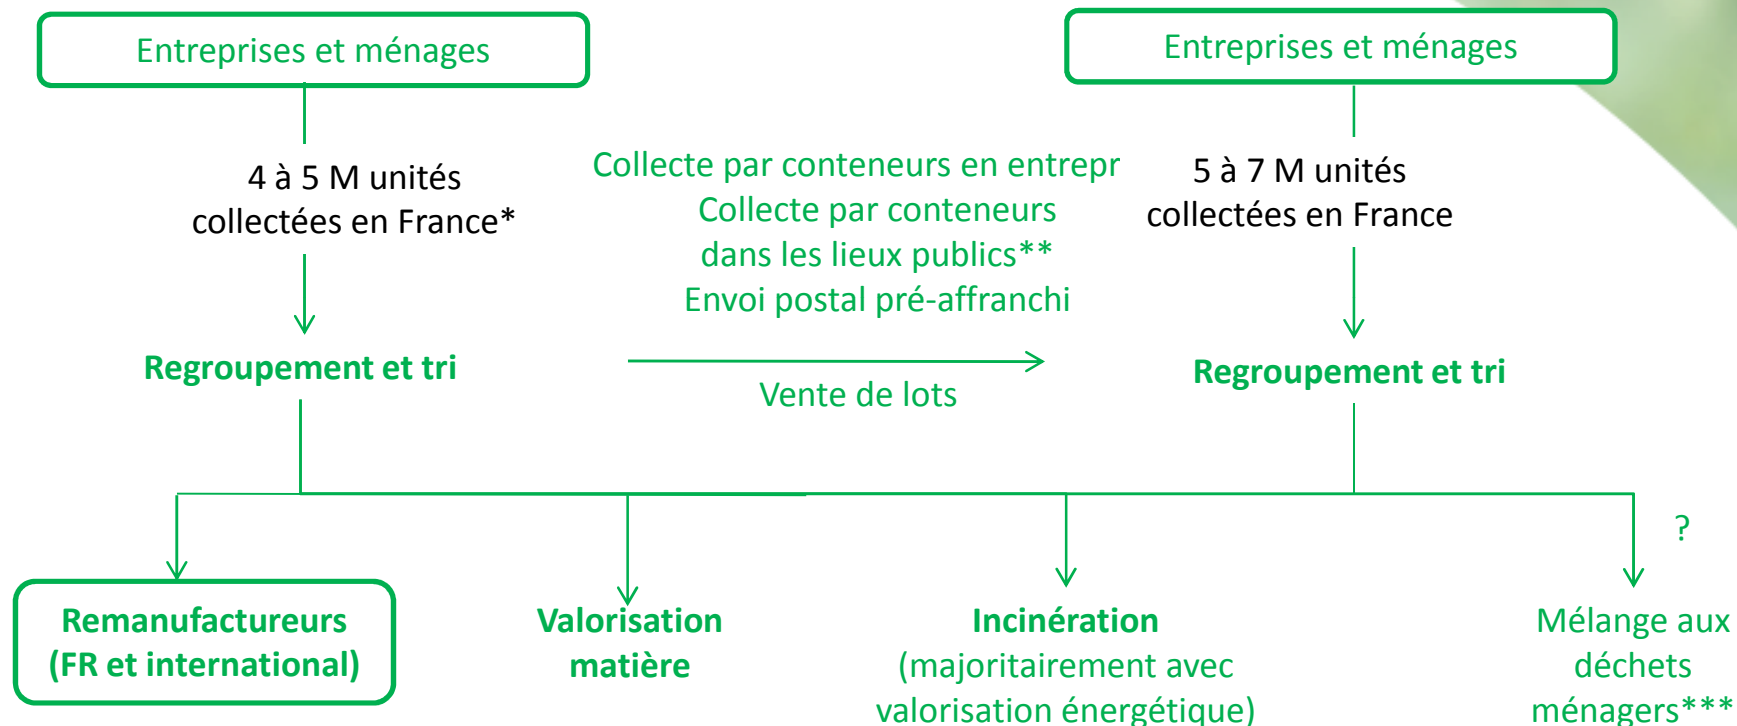 Entreprises et ménages
Entreprises et ménages
4 à 5 M unités
collectées en France*
Collecte par conteneurs en entrepr
Collecte par conteneurs
dans les lieux publics**
Envoi postal pré-affranchi
5 à 7 M unités
collectées en France
Regroupement et tri
Vente de lots
Regroupement et tri
?
Remanufactureurs
(FR et international)
Valorisation
matière
Incinération
(majoritairement avec
valorisation énergétique)
Mélange aux
déchets
ménagers***